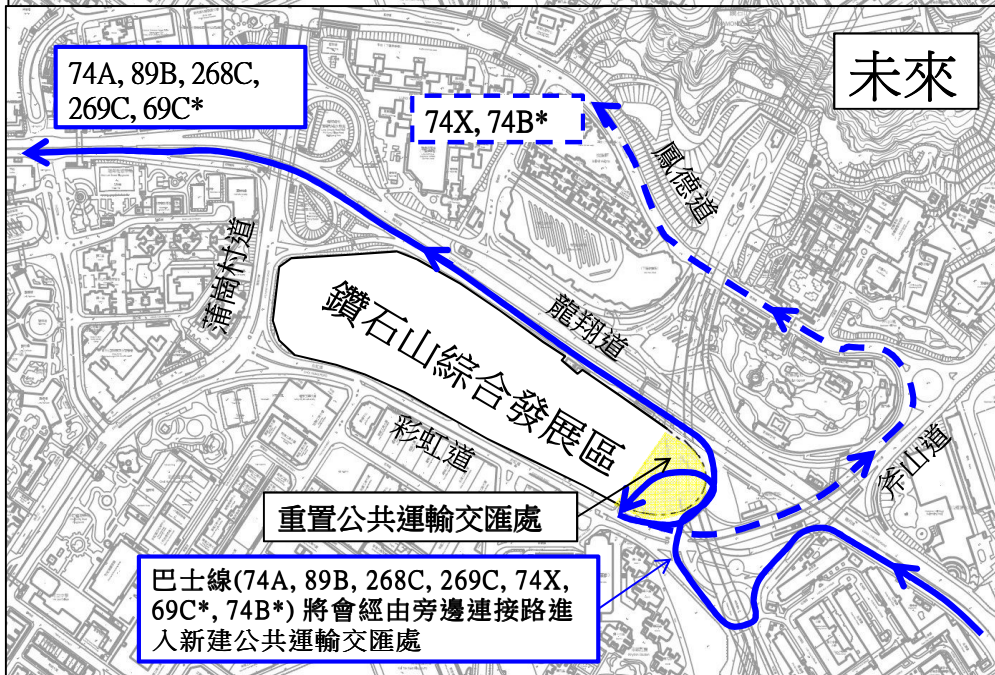 未來
74A, 89B, 268C,
269C, 69C*
74X, 74B*
鳳德道
蒲崗村道
龍翔道
鑽石山綜合發展區
彩虹道
斧山道
重置公共運輸交匯處
巴士線(74A, 89B, 268C, 269C, 74X,
69C*, 74B*) 將會經由旁邊連接路進
入新建公共運輸交匯處